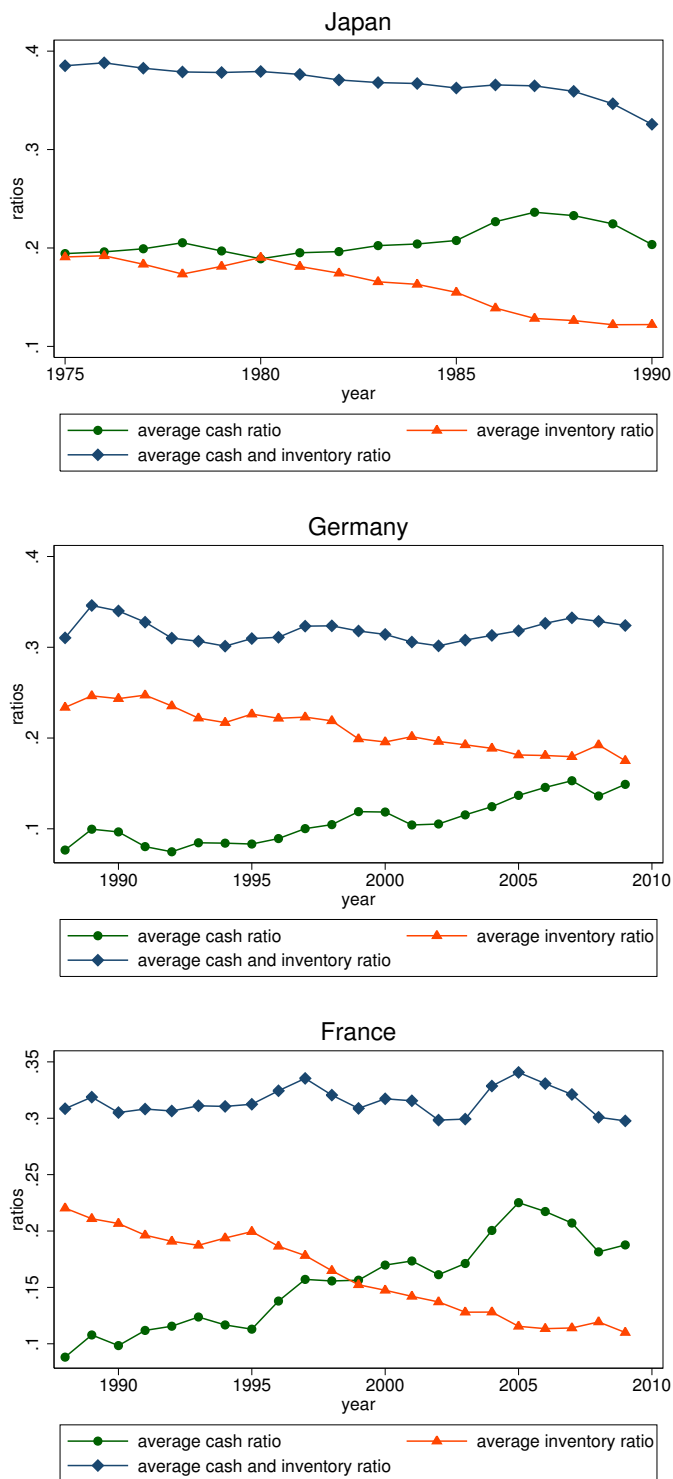 Japan
.4
.3
.2
.1
ratios
1975 1980 1985 1990
year
average cash ratio average inventory ratio
average cash and inventory ratio
Germany
.4
.3
.2
.1
ratios
1990 1995 2000 2005 2010
year
average cash ratio average inventory ratio
average cash and inventory ratio
France
.35
.3
.25
.2
.15
.1
ratios
1990 1995 2000 2005 2010
year
average cash ratio average inventory ratio
average cash and inventory ratio